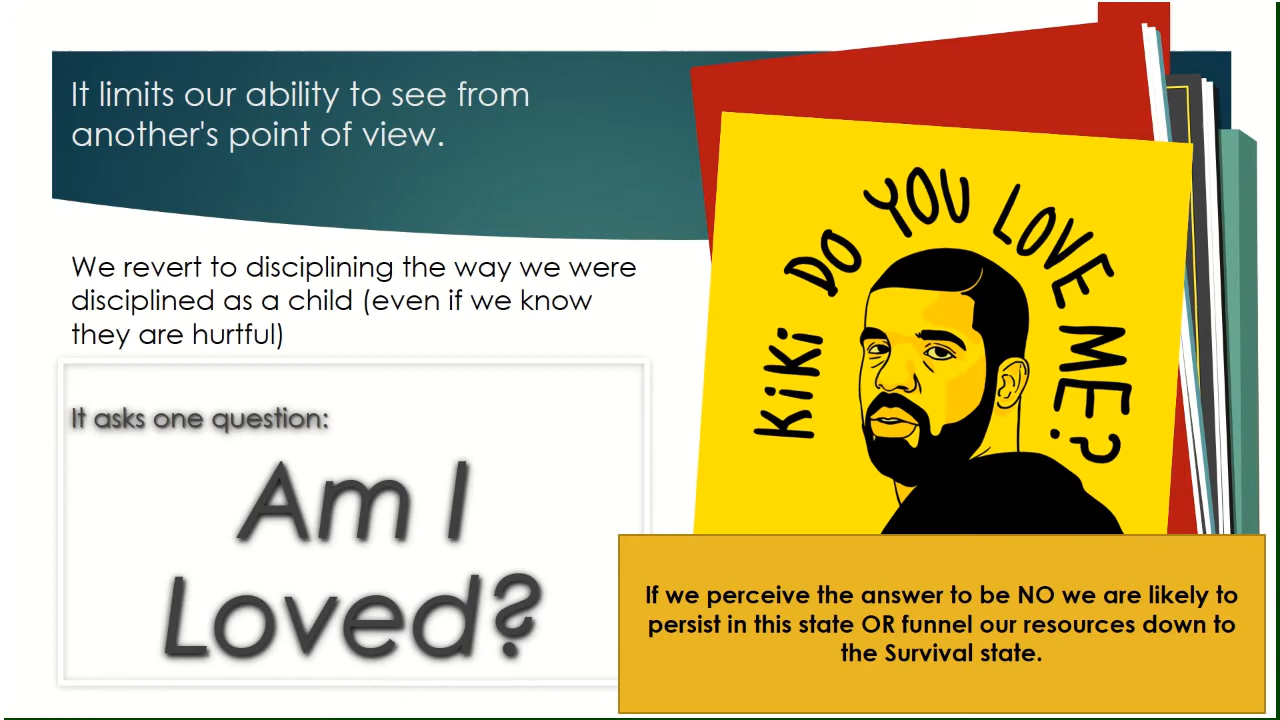 It limits our ability to see from
another's point of view.
We revert to disciplining the way we were
disciplined as a child (even if we know
they are hurtful)
It asks one question:
Am I
Loved?
KiKi DO YOU LOVE ME?
If we perceive the answer to be NO we are likely to
persist in this state OR funnel our resources down to
the Survival state.